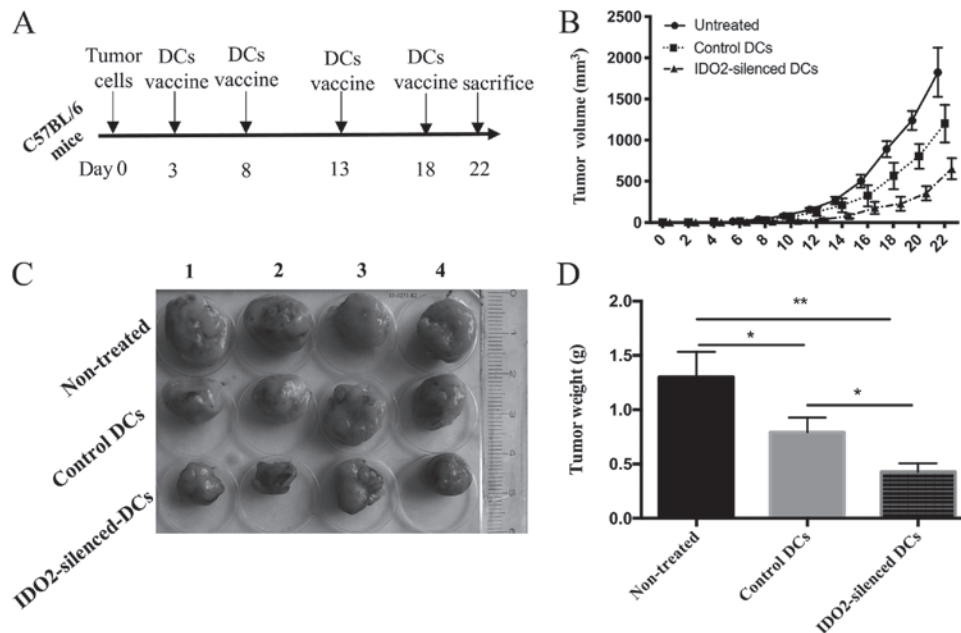 A
Tumor cells
DCs vaccine
DCs vaccine
DCs vaccine
DCs vaccine
sacrifice
C57BL/6 mice
Day 0
3
8
13
18
22
B
Tumor volume (mm³)
2500
2000
1500
1000
500
0
Untreated
Control DCs
IDO2-silenced DCs
0 2 4 6 8 10 12 14 16 18 20 22
C
1 2 3 4
Non-treated
Control DCs
IDO2-silenced-DCs
D
Tumor weight (g)
2.0
1.5
1.0
0.5
0.0
**
*
*
Non-treated
Control DCs
IDO2-silenced DCs